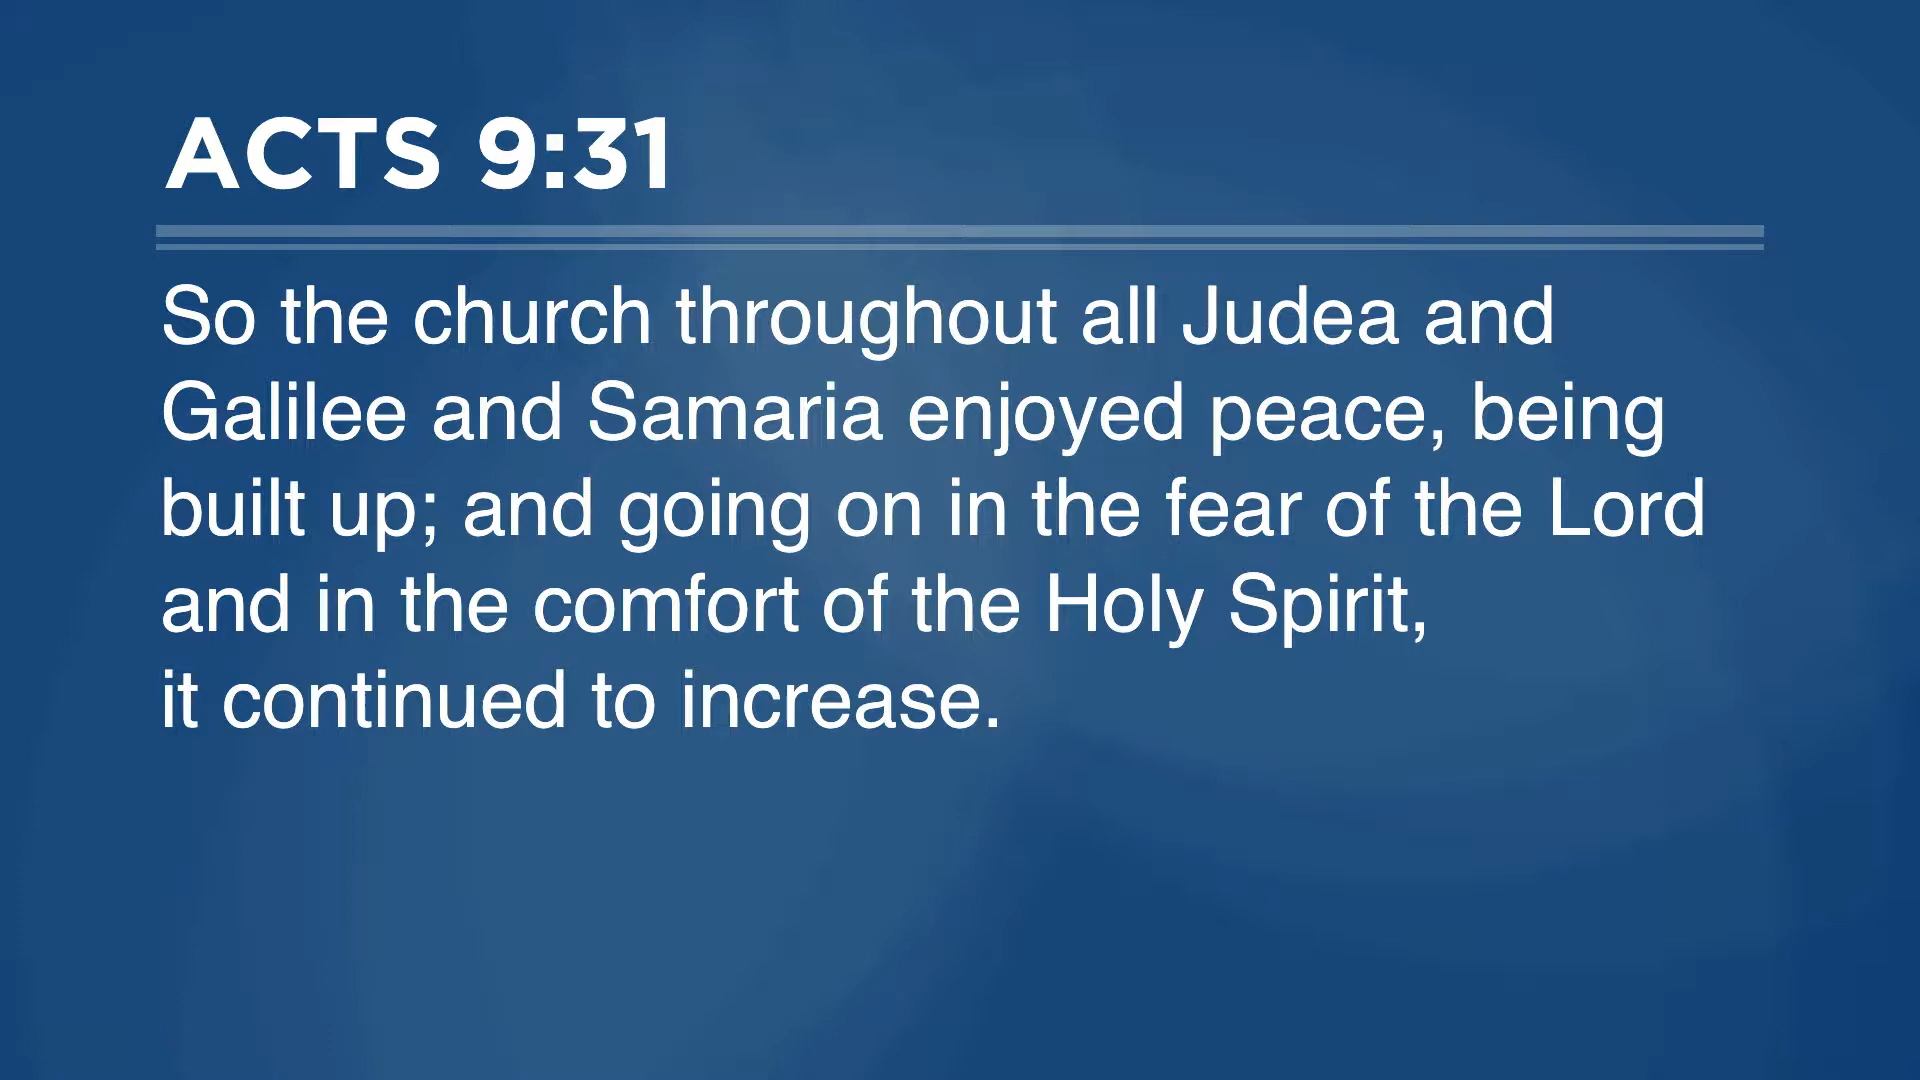 ACTS 9:31
So the church throughout all Judea and
Galilee and Samaria enjoyed peace, being
built up; and going on in the fear of the Lord
and in the comfort of the Holy Spirit,
it continued to increase.